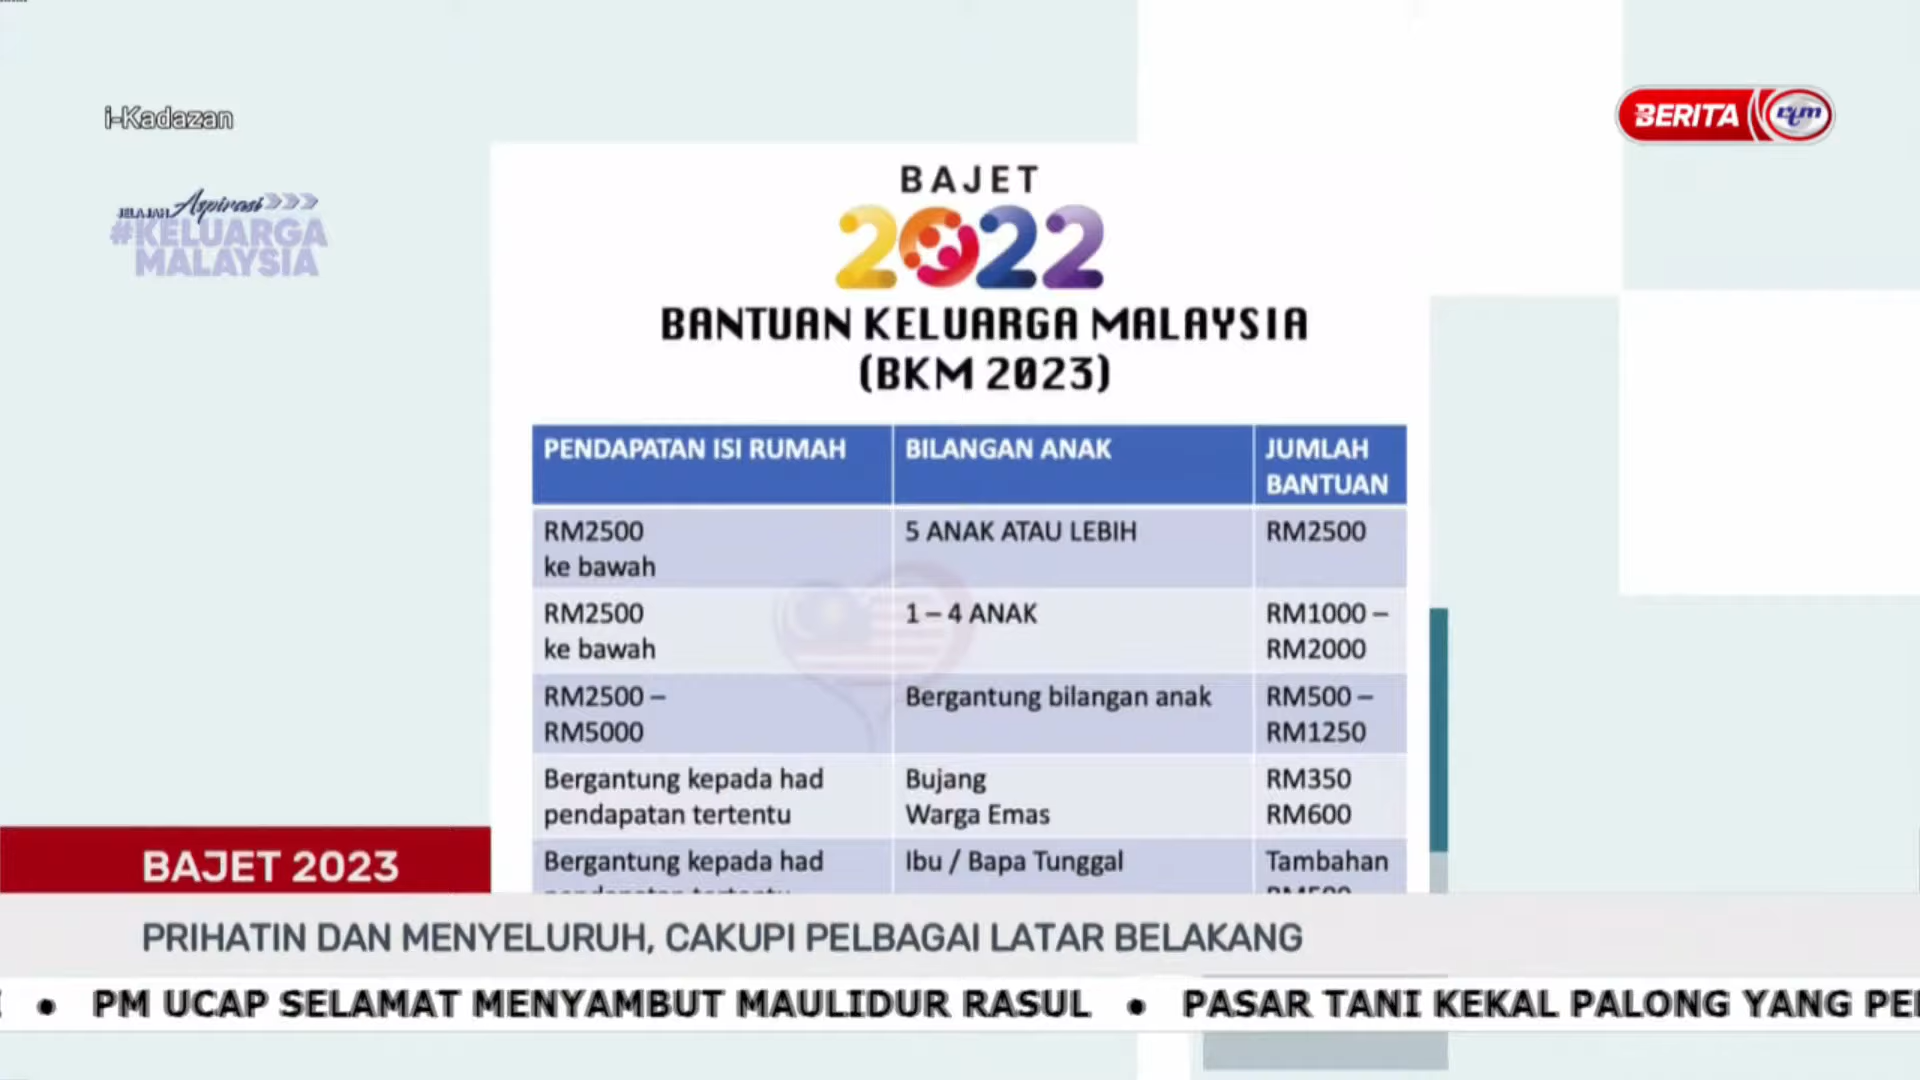 i-Kadazan
BERITA rtm
JELAJAH Aspirasi
#KELUARGA
MALAYSIA
BAJET
2022
BANTUAN KELUARGA MALAYSIA
(BKM 2023)
PENDAPATAN ISI RUMAH BILANGAN ANAK JUMLAH
BANTUAN
RM2500 5 ANAK ATAU LEBIH RM2500
ke bawah
RM2500 1 – 4 ANAK RM1000 –
ke bawah RM2000
RM2500 – Bergantung bilangan anak RM500 –
RM5000 RM1250
Bergantung kepada had Bujang RM350
pendapatan tertentu Warga Emas RM600
Bergantung kepada had Ibu / Bapa Tunggal Tambahan
BAJET 2023
PRIHATIN DAN MENYELURUH, CAKUPI PELBAGAI LATAR BELAKANG
• PM UCAP SELAMAT MENYAMBUT MAULIDUR RASUL • PASAR TANI KEKAL PALONG YANG